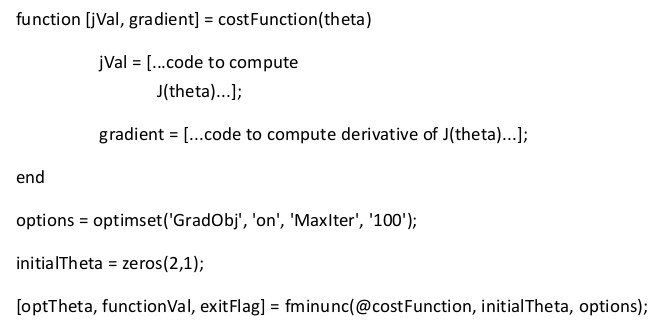 function [jVal, gradient] = costFunction(theta)
jVal = [...code to compute
J(theta)...];
gradient = [...code to compute derivative of J(theta)...];
end
options = optimset('GradObj', 'on', 'MaxIter', '100');
initialTheta = zeros(2,1);
[optTheta, functionVal, exitFlag] = fminunc(@costFunction, initialTheta, options);